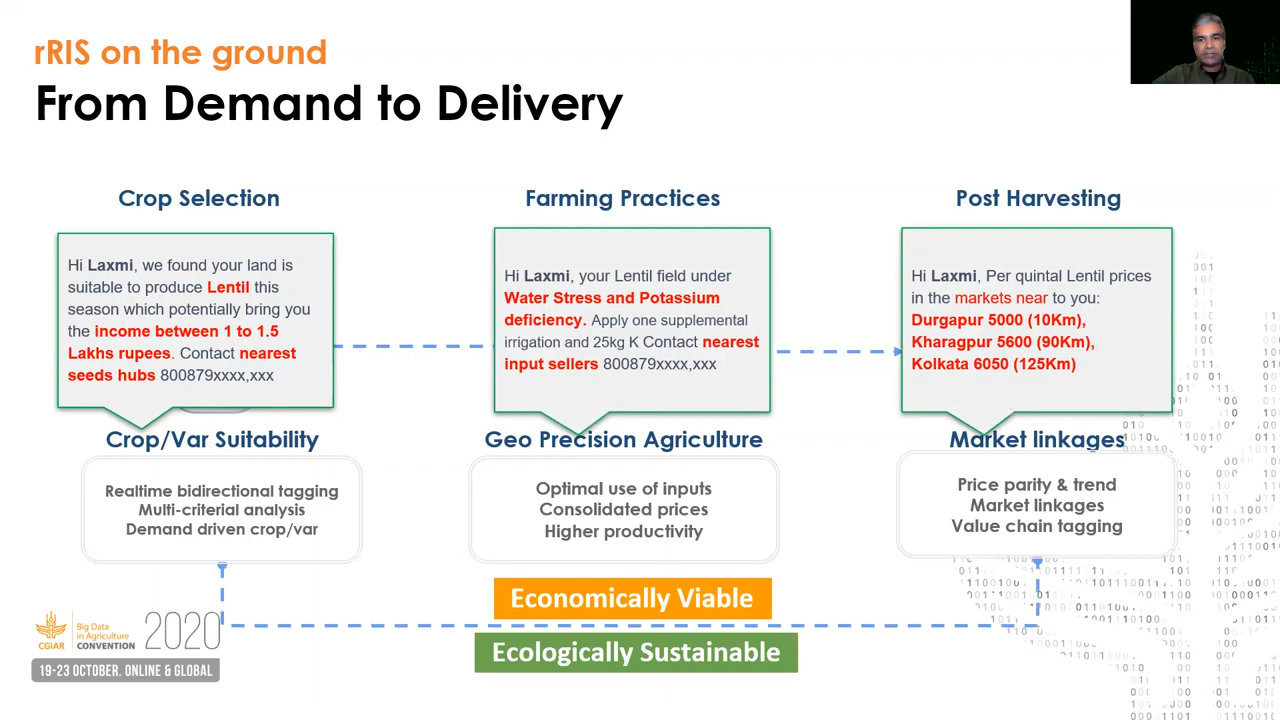 rRIS on the ground
From Demand to Delivery
Crop Selection
Hi Laxmi, we found your land is
suitable to produce Lentil this
season which potentially bring you
the income between 1 to 1.5
Lakhs rupees. Contact nearest
seeds hubs 800879xxxx,xxx
Crop/Var Suitability
Realtime bidirectional tagging
Multi-criterial analysis
Demand driven crop/var
Farming Practices
Hi Laxmi, your Lentil field under
Water Stress and Potassium
deficiency. Apply one supplemental
irrigation and 25kg K Contact nearest
input sellers 800879xxxx,xxx
Geo Precision Agriculture
Optimal use of inputs
Consolidated prices
Higher productivity
Post Harvesting
Hi Laxmi, Per quintal Lentil prices
in the markets near to you:
Durgapur 5000 (10Km),
Kharagpur 5600 (90Km),
Kolkata 6050 (125Km)
Market linkages
Price parity & trend
Market linkages
Value chain tagging
Economically Viable
Ecologically Sustainable
CGIAR
Big Data
in Agriculture
CONVENTION
2020
19-23 OCTOBER. ONLINE & GLOBAL